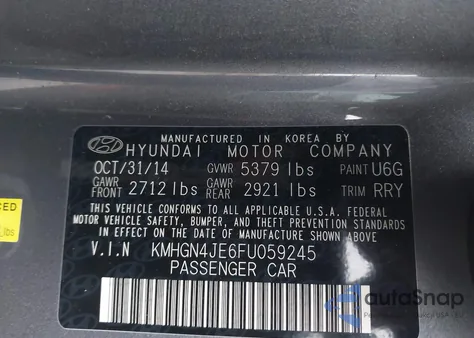 MANUFACTURED IN KOREA BY
HYUNDAI MOTOR COMPANY
OCT/31/14 GVWR 5379 lbs PAINT U6G
GAWR FRONT 2712 lbs GAWR REAR 2921 lbs TRIM RRY
THIS VEHICLE CONFORMS TO ALL APPLICABLE U.S.A. FEDERAL
MOTOR VEHICLE SAFETY, BUMPER, AND THEFT PREVENTION STANDARDS
IN EFFECT ON THE DATE OF MANUFACTURE SHOWN ABOVE.
V.I.N KMHGN4JE6FU059245
PASSENGER CAR
CED
lbs
autoSnap